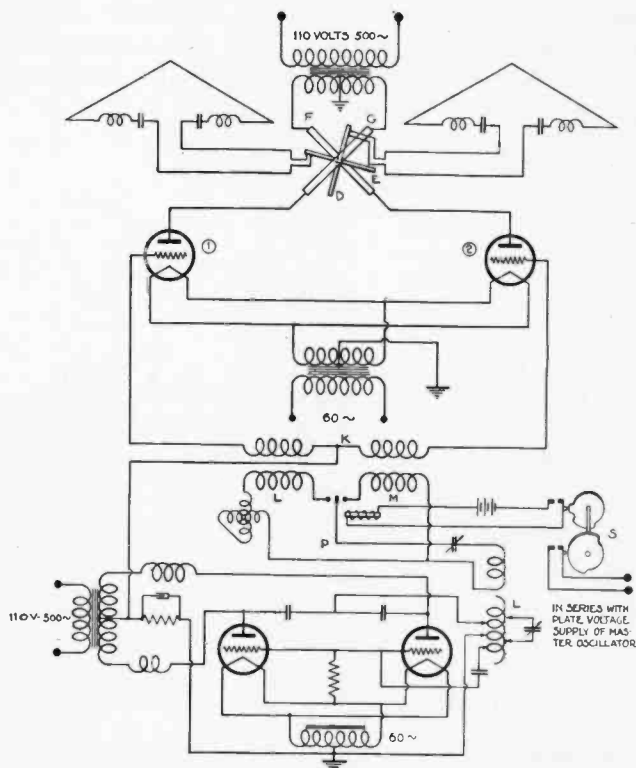 110 VOLTS 500~
F
G
E
D
①
②
60~
K
L
M
P
S
110V-500~
L
IN SERIES WITH
PLATE VOLTAGE
SUPPLY OF MAS-
TER OSCILLATOR
60~